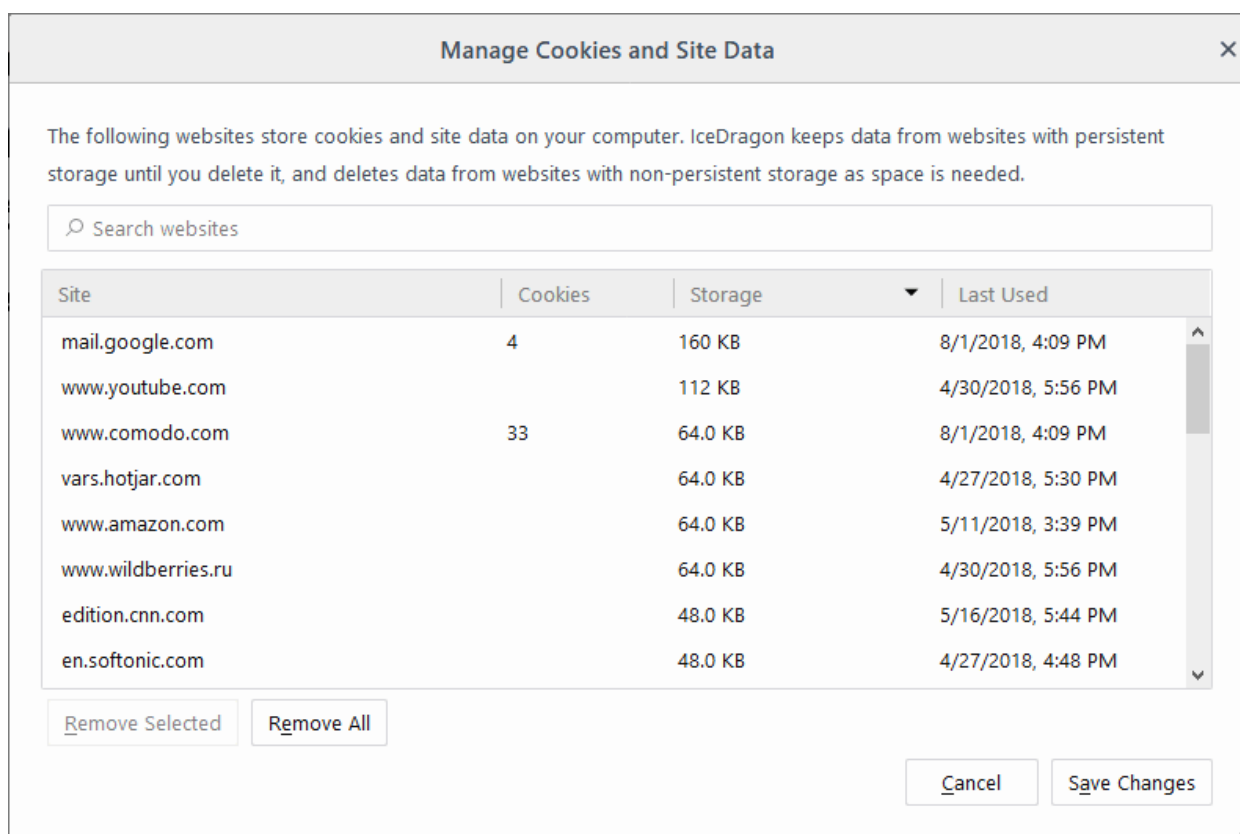 Manage Cookies and Site Data
The following websites store cookies and site data on your computer. IceDragon keeps data from websites with persistent
storage until you delete it, and deletes data from websites with non-persistent storage as space is needed.
Search websites
Site Cookies Storage Last Used
mail.google.com 4 160 KB 8/1/2018, 4:09 PM
www.youtube.com 112 KB 4/30/2018, 5:56 PM
www.comodo.com 33 64.0 KB 8/1/2018, 4:09 PM
vars.hotjar.com 64.0 KB 4/27/2018, 5:30 PM
www.amazon.com 64.0 KB 5/11/2018, 3:39 PM
www.wildberries.ru 64.0 KB 4/30/2018, 5:56 PM
edition.cnn.com 48.0 KB 5/16/2018, 5:44 PM
en.softonic.com 48.0 KB 4/27/2018, 4:48 PM
Remove Selected Remove All
Cancel Save Changes